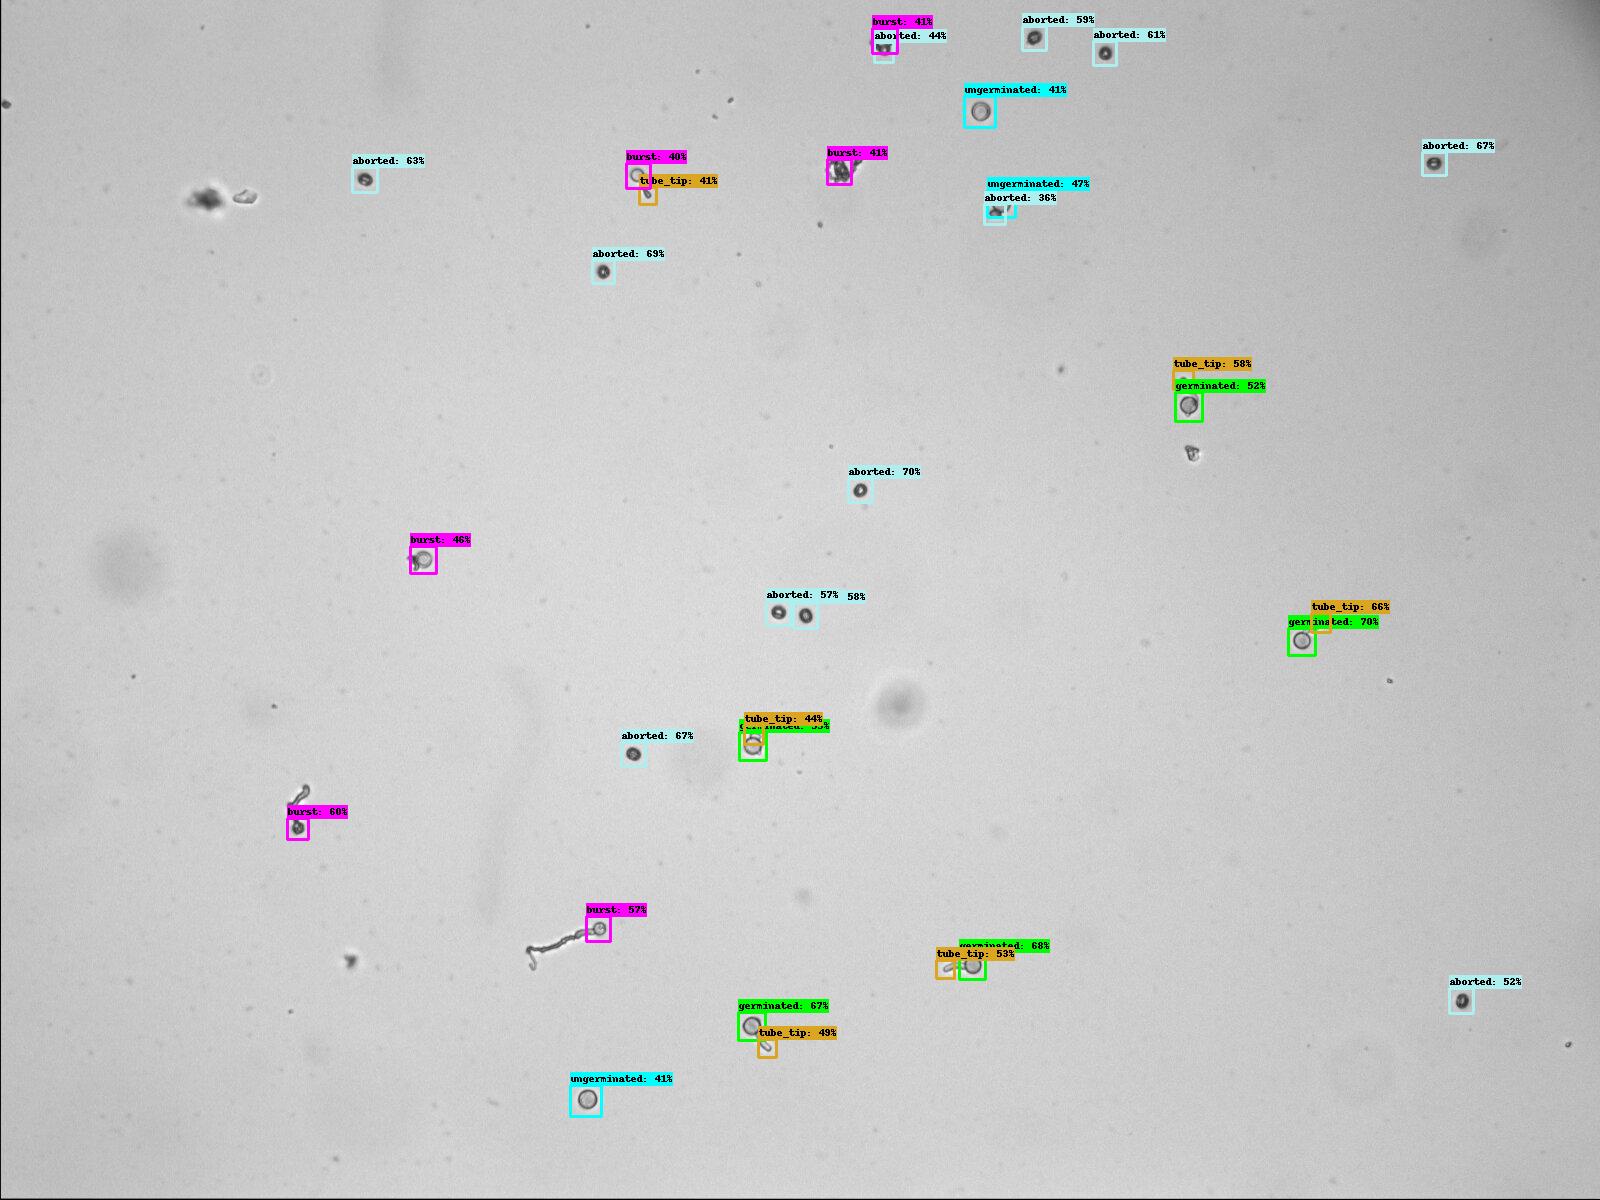 burst: 41%
aborted: 44%
aborted: 59%
aborted: 61%
ungerminated: 41%
aborted: 67%
burst: 40%
tube_tip: 41%
burst: 41%
aborted: 63%
ungerminated: 47%
aborted: 36%
aborted: 69%
tube_tip: 58%
germinated: 52%
aborted: 70%
burst: 46%
aborted: 57% 58%
tube_tip: 66%
germinated: 70%
tube_tip: 44%
aborted: 67%
burst: 60%
burst: 57%
germinated: 68%
tube_tip: 53%
aborted: 52%
germinated: 67%
tube_tip: 49%
ungerminated: 41%